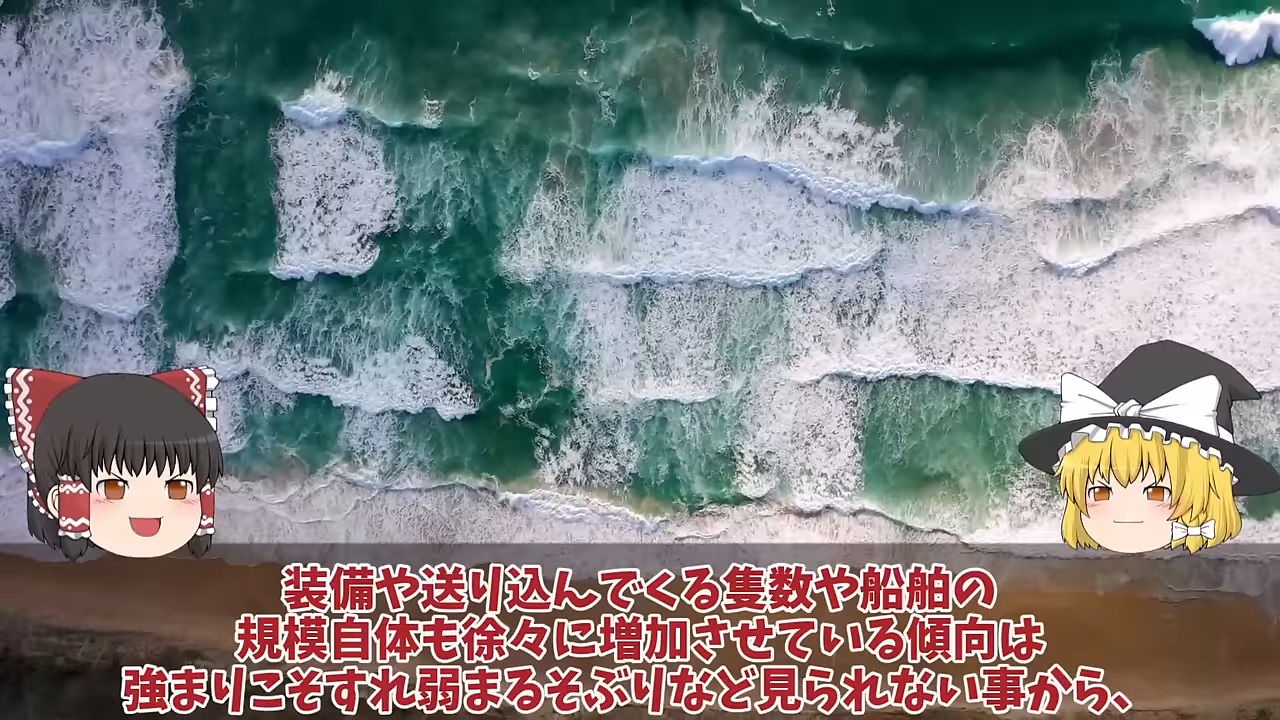 装備や送り込んでくる隻数や船舶の
規模自体も徐々に増加させている傾向は
強まりこそすれ弱まるそぶりなど見られない事から、